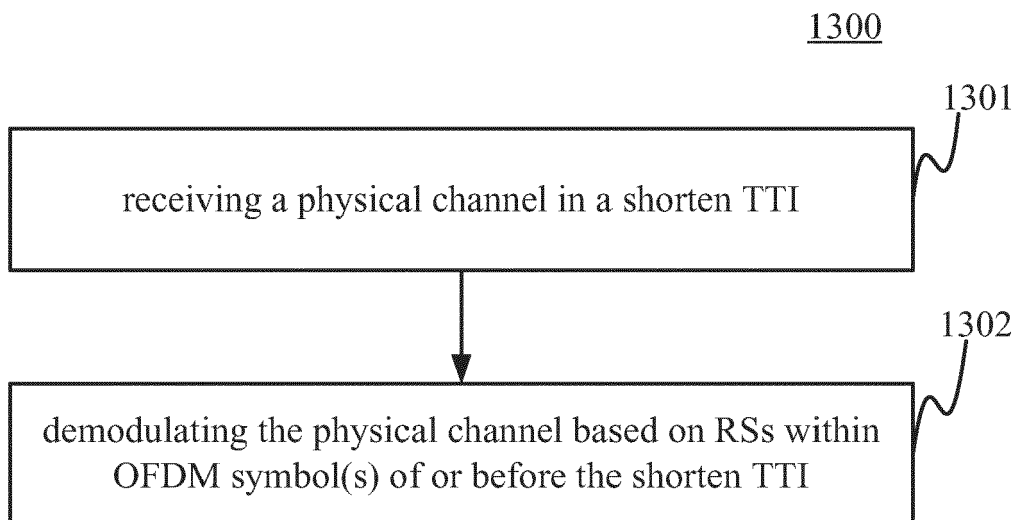 1300
1301
receiving a physical channel in a shorten TTI
1302
demodulating the physical channel based on RSs within
OFDM symbol(s) of or before the shorten TTI